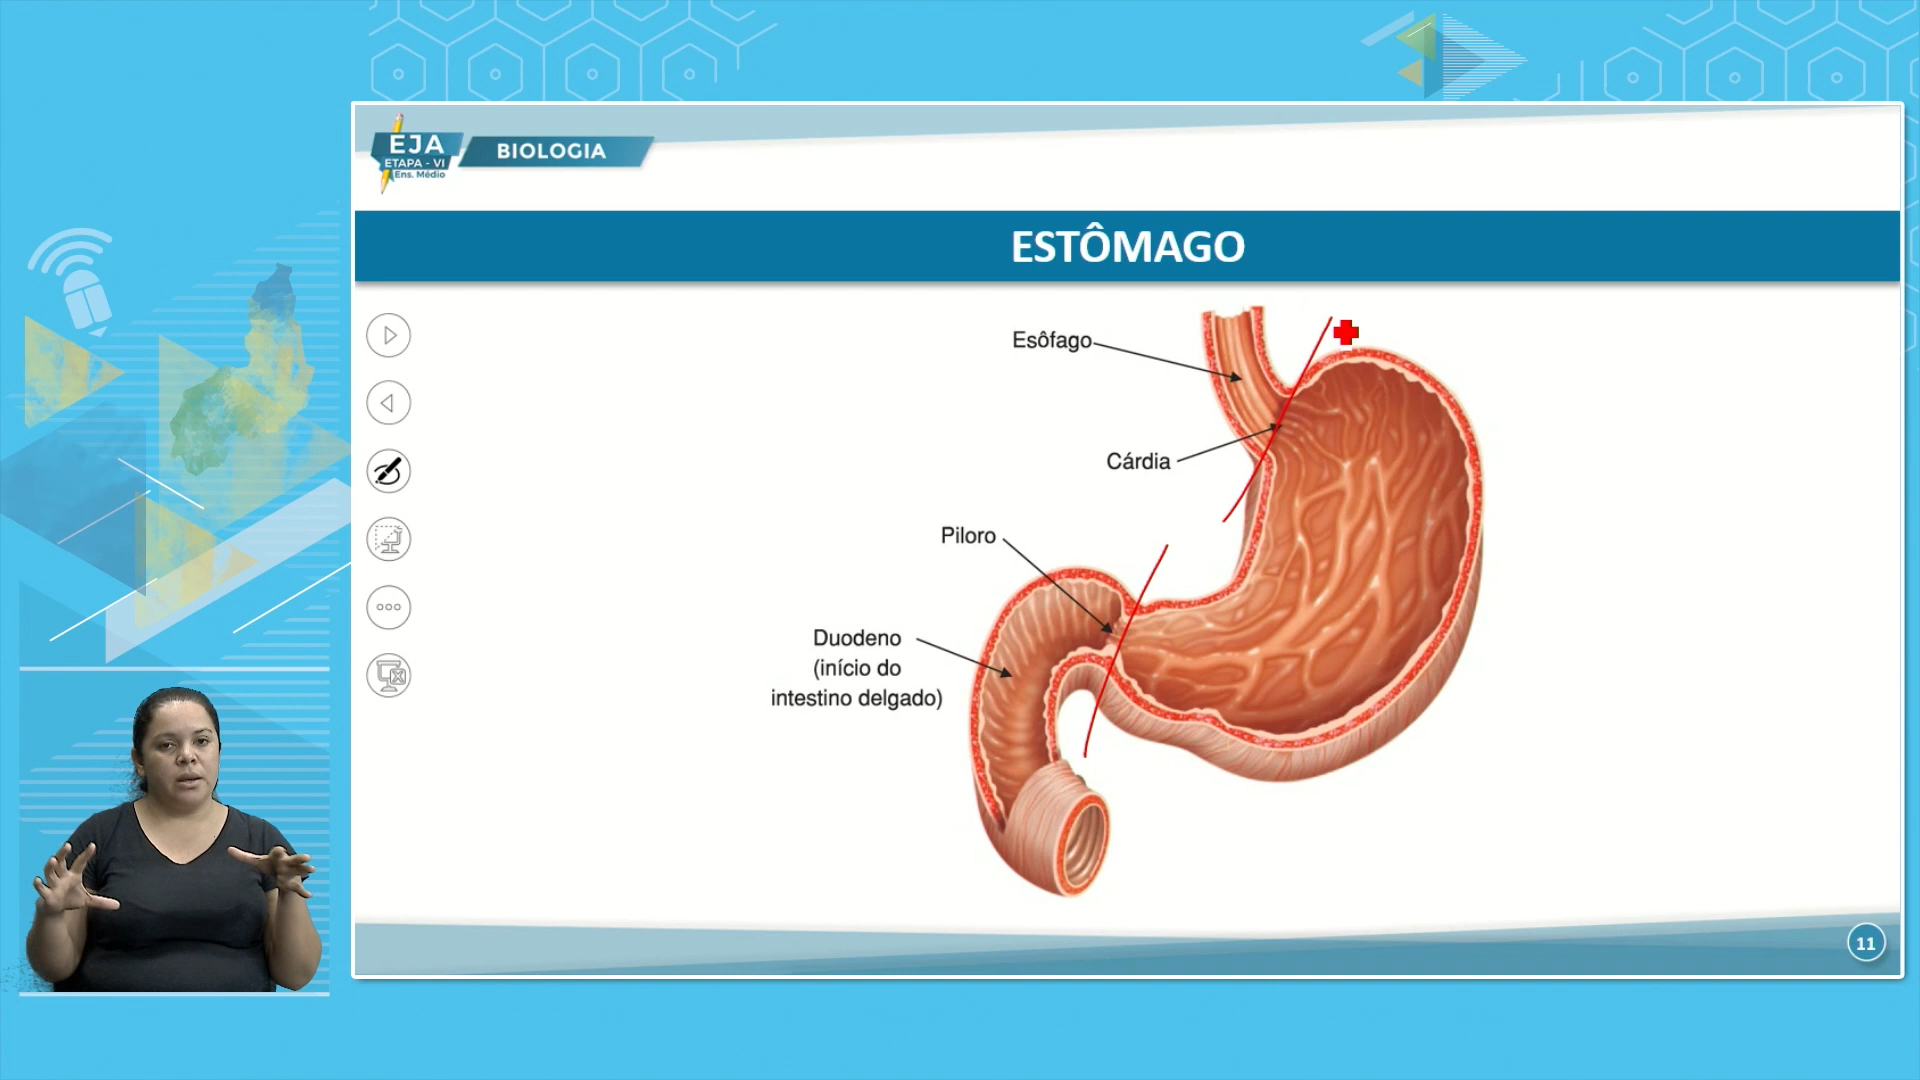 EJA
ETAPA - VI
Ens. Médio
BIOLOGIA
ESTÔMAGO
Esôfago
Cárdia
Piloro
Duodeno
(início do
intestino delgado)
11